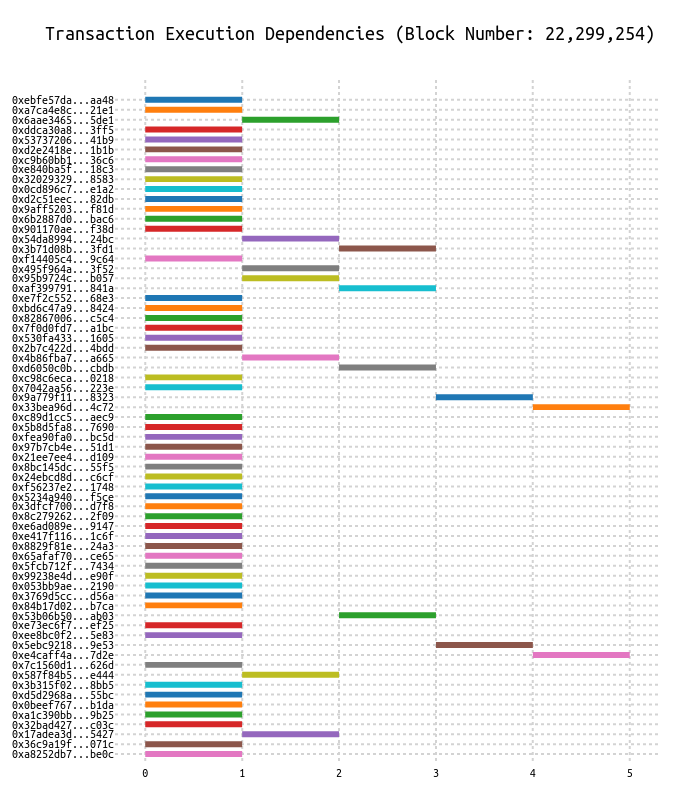 Transaction Execution Dependencies (Block Number: 22,299,254)
0xebfe57da...aa48
0xa7ca4e8c...21e1
0x6aae3465...5de1
0xddca30a8...3ff5
0x53737206...41b9
0xd2e2418e...1b1b
0xc9b60bb1...36c6
0xe840ba5f...18c3
0x32029329...8583
0x0cd896c7...e1a2
0xd2c51eec...82db
0x9aff5203...f81d
0x6b2887d0...bac6
0x901170ae...f38d
0x54da8994...24bc
0x3b71d08b...3fd1
0xf14405c4...9c64
0x495f964a...3f52
0x95b9724c...b057
0xaf399791...841a
0xe7f2c552...68e3
0xbd6c47a9...8424
0x82867006...c5c4
0x7f0d0fd7...a1bc
0x530fa433...1605
0x2b7c422d...4bdd
0x4b86fba7...a665
0xd6050c0b...cbdb
0xc98c6eca...0218
0x7042aa56...223e
0x9a779f11...8323
0x33bea96d...4c72
0xc89d1cc5...aec9
0x5b8d5fa8...7690
0xfea90fa0...bc5d
0x97b7cb4e...51d1
0x21ee7ee4...d109
0x8bc145dc...55f5
0x24ebcd8d...c6cf
0xf56237e2...1748
0x5234a940...f5ce
0x3dfcf700...d7f8
0x8c279262...2f09
0xe6ad089e...9147
0xe417f116...1c6f
0x8829f81e...24a3
0x65afaf70...ce65
0x5fcb712f...7434
0x99238e4d...e90f
0x053bb9ae...2190
0x3769d5cc...d56a
0x84b17d02...b7ca
0x53b06b50...ab03
0xe73ec6f7...ef25
0xee8bc0f2...5e83
0x5ebc9218...9e53
0xe4caff4a...7d2e
0x7c1560d1...626d
0x587f84b5...e444
0x3b315f02...8bb5
0xd5d2968a...55bc
0x0beef767...b1da
0xa1c390bb...9b25
0x32bad427...c03c
0x17adea3d...5427
0x36c9a19f...071c
0xa8252db7...be0c
0 1 2 3 4 5